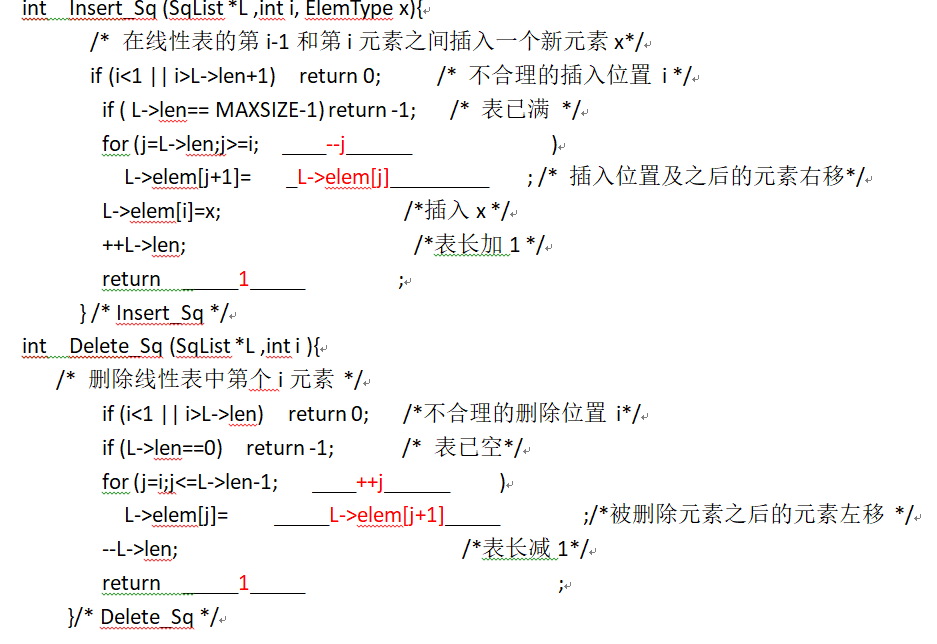 int Insert_Sq (SqList *L ,int i, ElemType x){
/* 在线性表的第 i-1 和第 i 元素之间插入一个新元素 x*/
if (i<1 || i>L->len+1) return 0; /* 不合理的插入位置 i */
if ( L->len== MAXSIZE-1) return -1; /* 表已满 */
for (j=L->len;j>=i; ____--j______ )
L->elem[j+1]= _L->elem[j]_________ ; /* 插入位置及之后的元素右移*/
L->elem[i]=x; /*插入 x */
++L->len; /*表长加 1 */
return _____1_____ ;
} /* Insert_Sq */
int Delete_Sq (SqList *L ,int i ){
/* 删除线性表中第个 i 元素 */
if (i<1 || i>L->len) return 0; /*不合理的删除位置 i*/
if (L->len==0) return -1; /* 表已空*/
for (j=i;j<=L->len-1; ____++j______ )
L->elem[j]= _____L->elem[j+1]_____ ;/*被删除元素之后的元素左移 */
--L->len; /*表长减 1*/
return _____1_____ ;
}/* Delete_Sq */